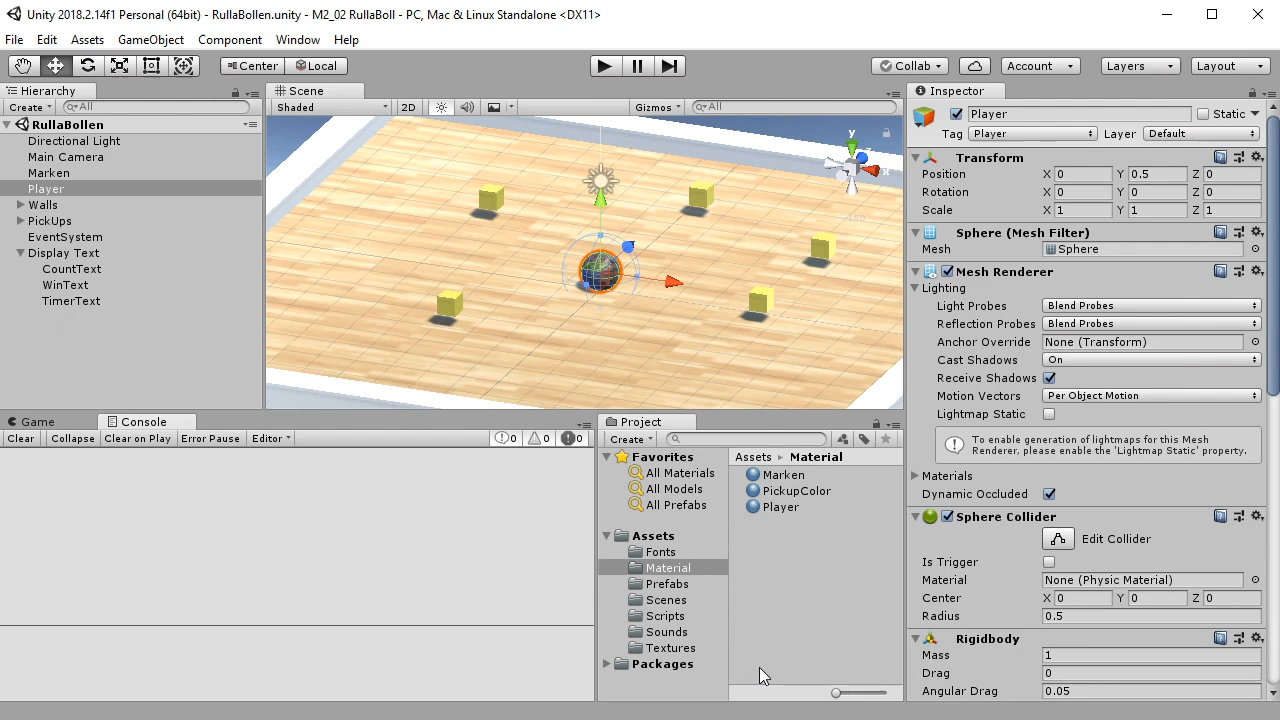 Unity 2018.2.14f1 Personal (64bit) - RullaBollen.unity - M2_02 RullaBoll - PC, Mac & Linux Standalone <DX11>
File Edit Assets GameObject Component Window Help
Center Local Collab Account Layers Layout
Hierarchy
Create All
RullaBollen
Directional Light
Main Camera
Marken
Player
Walls
PickUps
EventSystem
Display Text
CountText
WinText
TimerText
Scene
Shaded 2D Gizmos All
y
Game Console
Clear Collapse Clear on Play Error Pause Editor 0 0 0
Project
Create
Favorites
All Materials
All Models
All Prefabs
Assets
Fonts
Material
Prefabs
Scenes
Scripts
Sounds
Textures
Packages
Assets Material
Marken
PickupColor
Player
Inspector
Player Static
Tag Player Layer Default
Transform
Position X 0 Y 0.5 Z 0
Rotation X 0 Y 0 Z 0
Scale X 1 Y 1 Z 1
Sphere (Mesh Filter)
Mesh Sphere
Mesh Renderer
Lighting
Light Probes Blend Probes
Reflection Probes Blend Probes
Anchor Override None (Transform)
Cast Shadows On
Receive Shadows
Motion Vectors Per Object Motion
Lightmap Static
To enable generation of lightmaps for this Mesh
Renderer, please enable the 'Lightmap Static' property.
Materials
Dynamic Occluded
Sphere Collider
Edit Collider
Is Trigger
Material None (Physic Material)
Center X 0 Y 0 Z 0
Radius 0.5
Rigidbody
Mass 1
Drag 0
Angular Drag 0.05